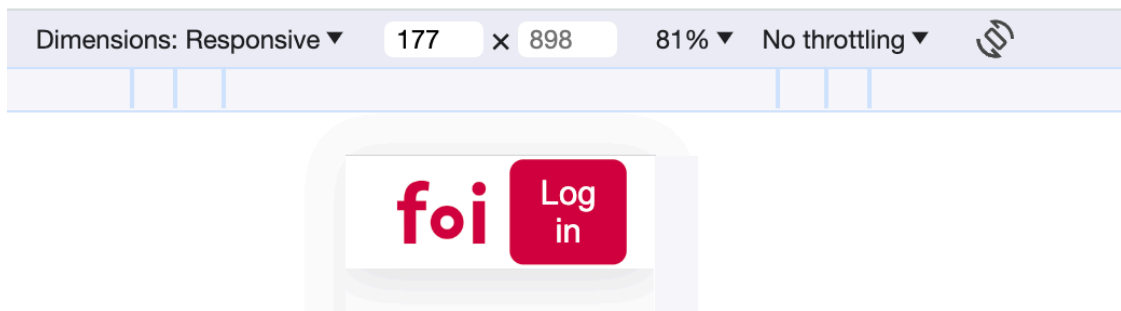 Dimensions: Responsive 177 × 898 81% No throttling
foi
Log
in